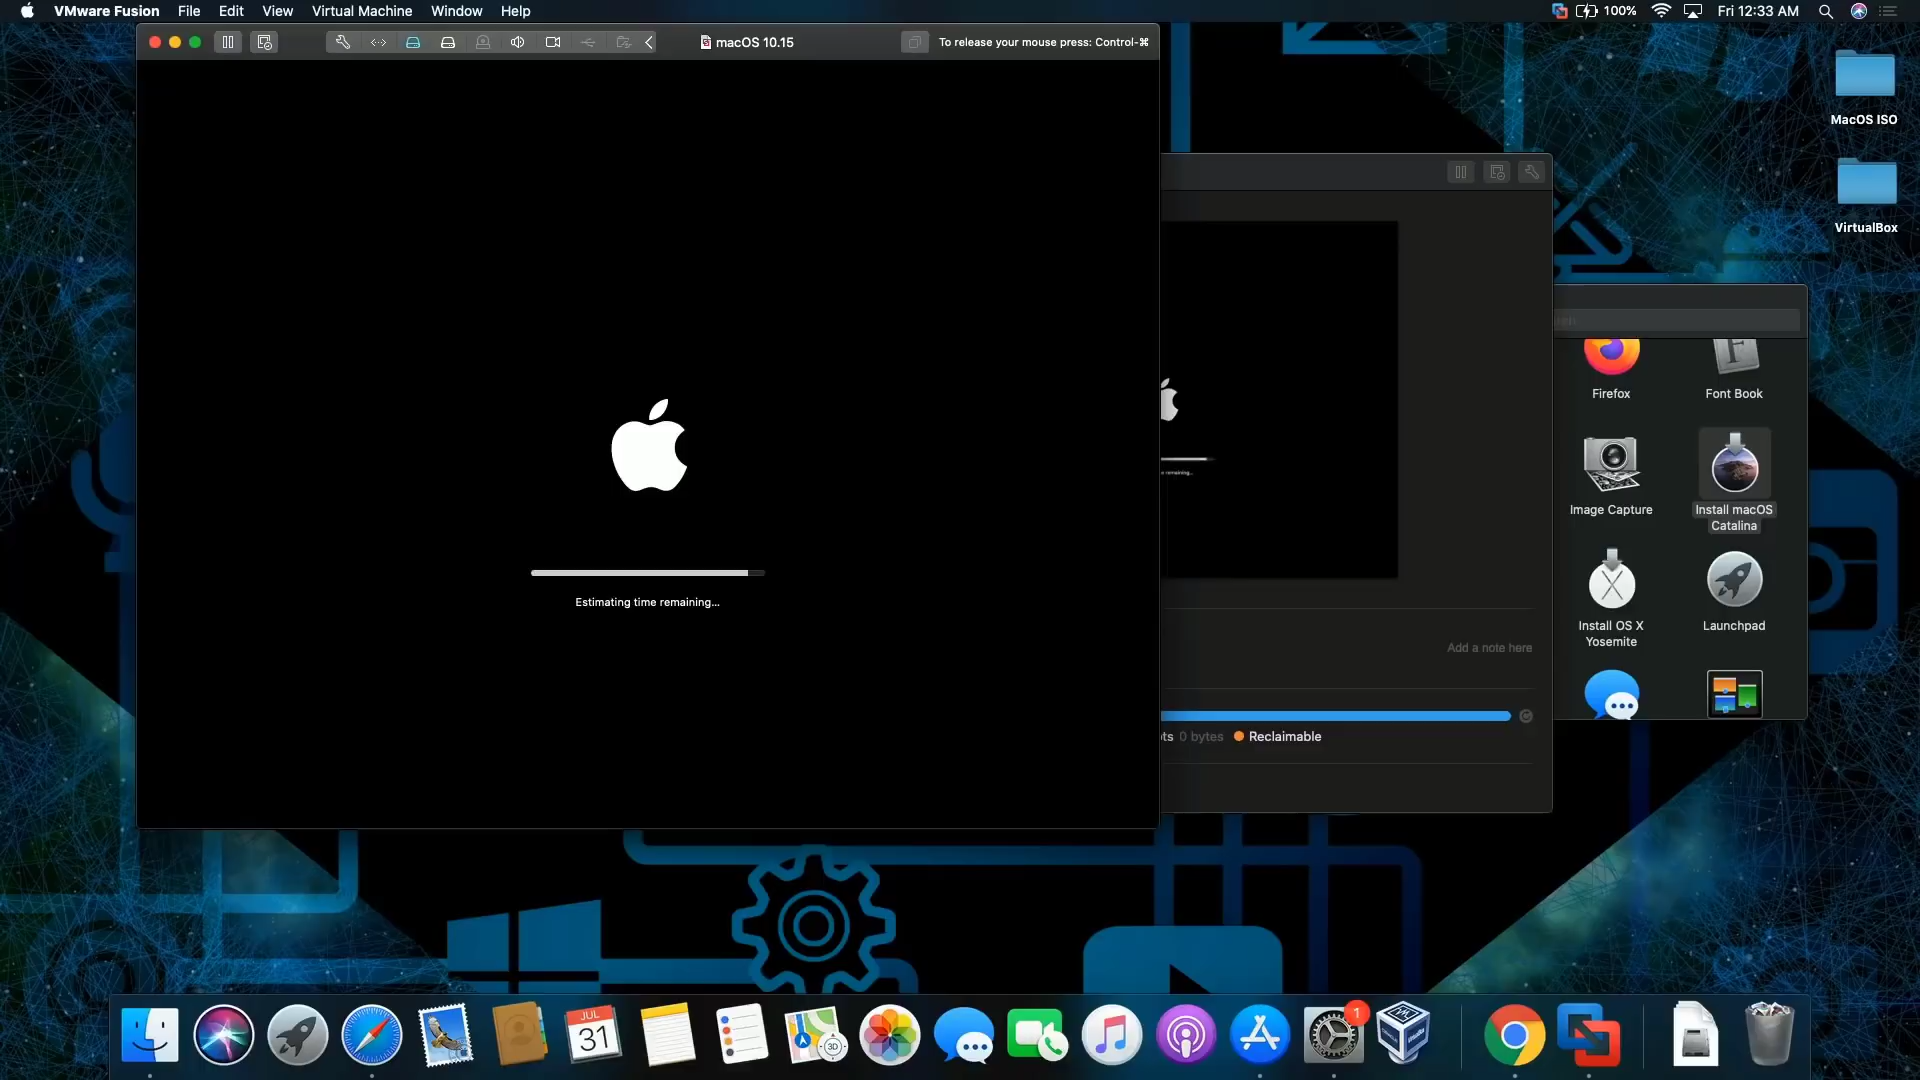 VMware Fusion File Edit View Virtual Machine Window Help 100% Fri 12:33 AM
macOS 10.15 To release your mouse press: Control-⌘
Estimating time remaining...
remaining...
Add a note here
0 bytes Reclaimable
MacOS ISO
VirtualBox
Firefox Font Book
Image Capture Install macOS
Catalina
Install OS X Launchpad
Yosemite
JUL
31
3D
1